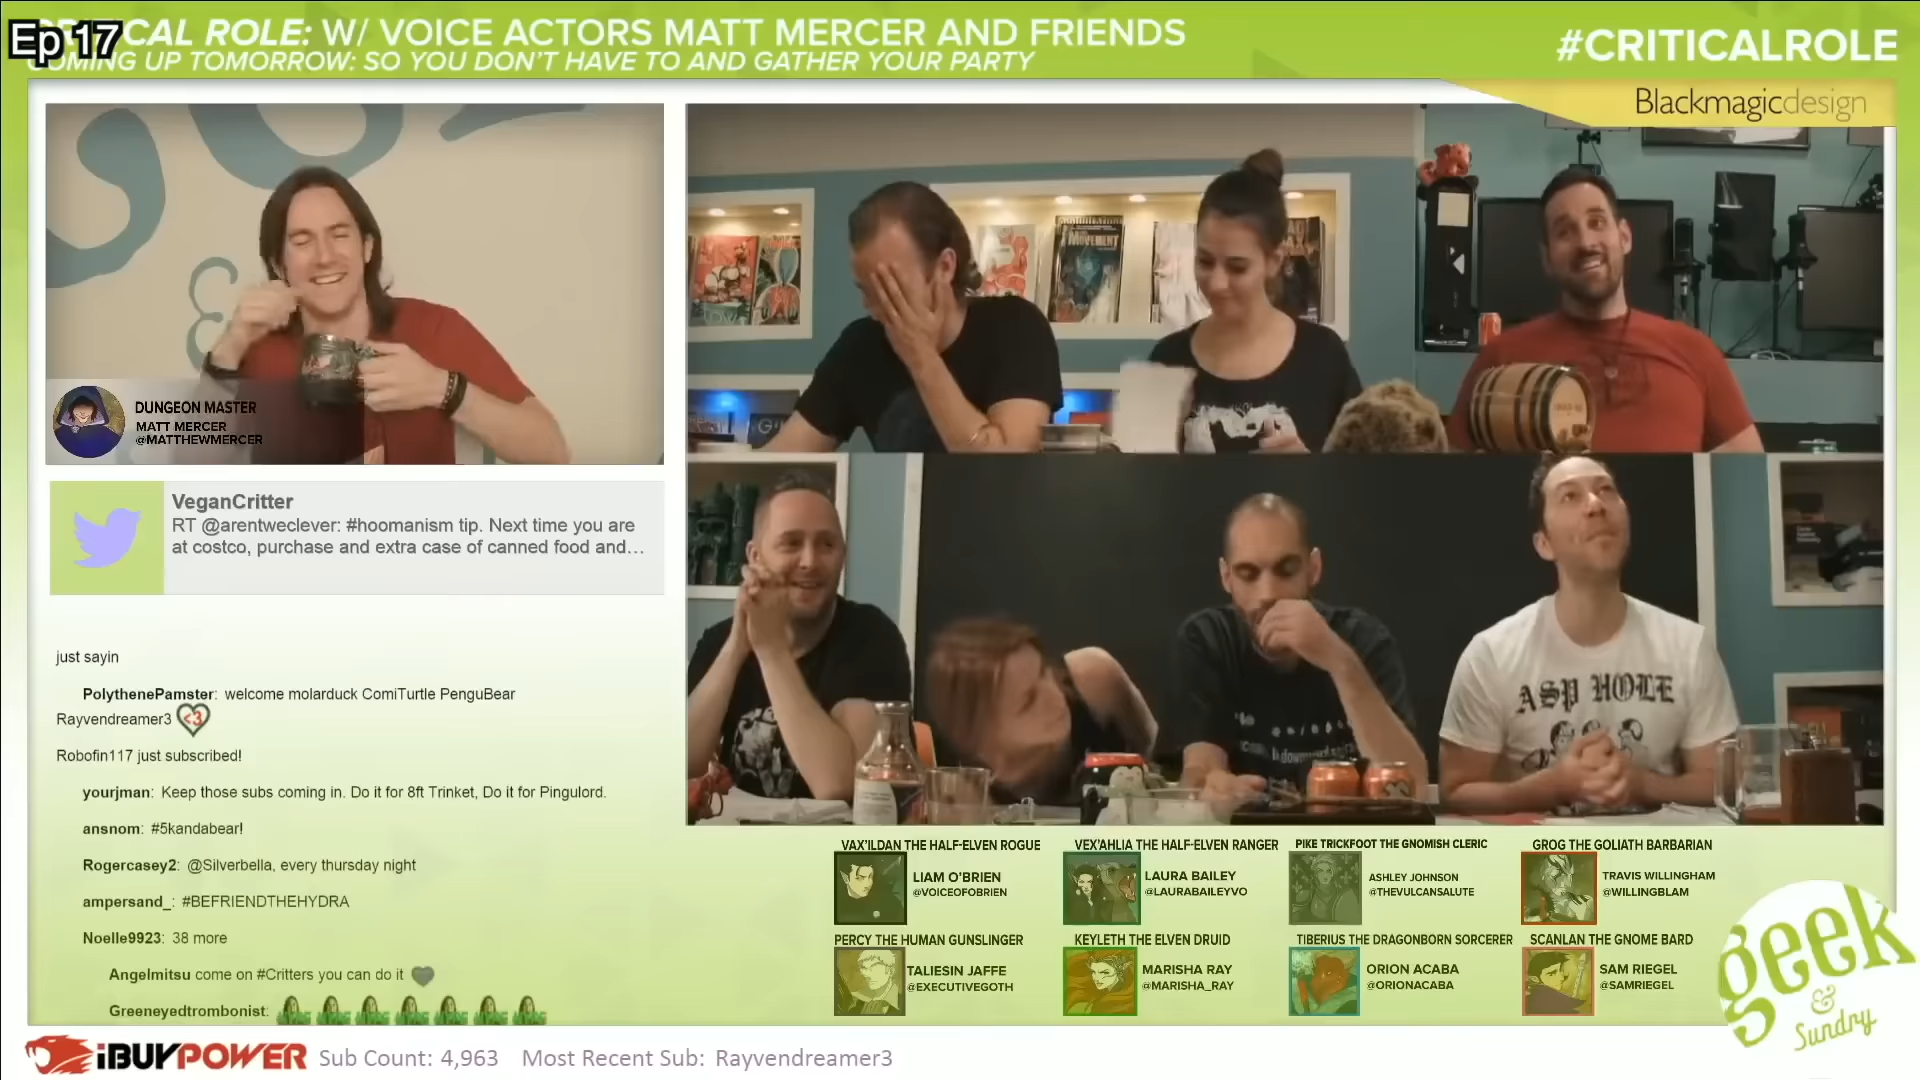 Ep 17
CAL ROLE: W/ VOICE ACTORS MATT MERCER AND FRIENDS
COMING UP TOMORROW: SO YOU DON'T HAVE TO AND GATHER YOUR PARTY
#CRITICALROLE
Blackmagicdesign
MOVEMENT
DUNGEON MASTER
MATT MERCER
@MATTHEWMERCER
VeganCritter
RT @arentweclever: #hoomanism tip. Next time you are
at costco, purchase and extra case of canned food and…
just sayin
PolythenePamster: welcome molarduck ComiTurtle PenguBear
Rayvendreamer3 <3
Robofin117 just subscribed!
yourjman: Keep those subs coming in. Do it for 8ft Trinket, Do it for Pingulord.
ansnom: #5kandabear!
Rogercasey2: @Silverbella, every thursday night
ampersand_: #BEFRIENDTHEHYDRA
Noelle9923: 38 more
Angelmitsu come on #Critters you can do it
Greeneyedtrombonist:
ASP HOLE
VAX'ILDAN THE HALF-ELVEN ROGUE
LIAM O'BRIEN
@VOICEOFOBRIEN
VEX'AHLIA THE HALF-ELVEN RANGER
LAURA BAILEY
@LAURABAILEYVO
PIKE TRICKFOOT THE GNOMISH CLERIC
ASHLEY JOHNSON
@THEVULCANSALUTE
GROG THE GOLIATH BARBARIAN
TRAVIS WILLINGHAM
@WILLINGBLAM
PERCY THE HUMAN GUNSLINGER
TALIESIN JAFFE
@EXECUTIVEGOTH
KEYLETH THE ELVEN DRUID
MARISHA RAY
@MARISHA_RAY
TIBERIUS THE DRAGONBORN SORCERER
ORION ACABA
@ORIONACABA
SCANLAN THE GNOME BARD
SAM RIEGEL
@SAMRIEGEL
geek
&
Sundry
iBUYPOWER Sub Count: 4,963 Most Recent Sub: Rayvendreamer3